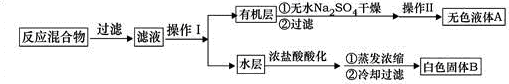 反应混合物 过滤 滤液 操作Ⅰ 有机层 ①无水Na2SO4干燥 ②过滤 操作Ⅱ 无色液体A
水层 浓盐酸酸化 ①蒸发浓缩 ②冷却过滤 白色固体B